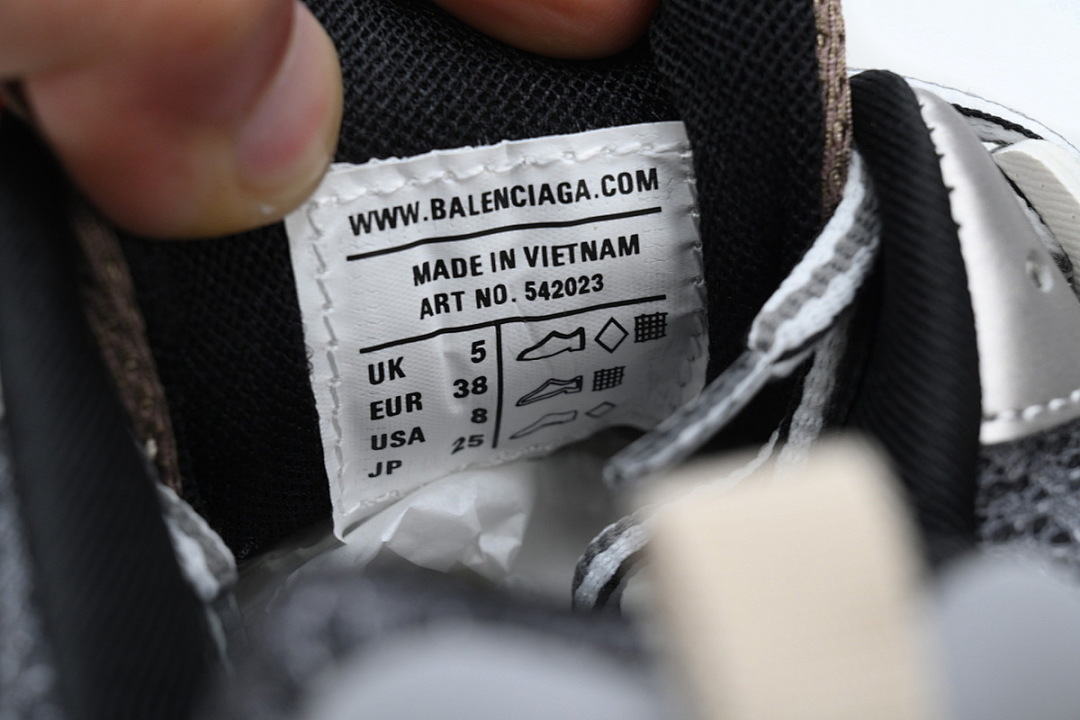 WWW.BALENCIAGA.COM
MADE IN VIETNAM
ART NO. 542023
UK 5
EUR 38
USA 8
JP 25